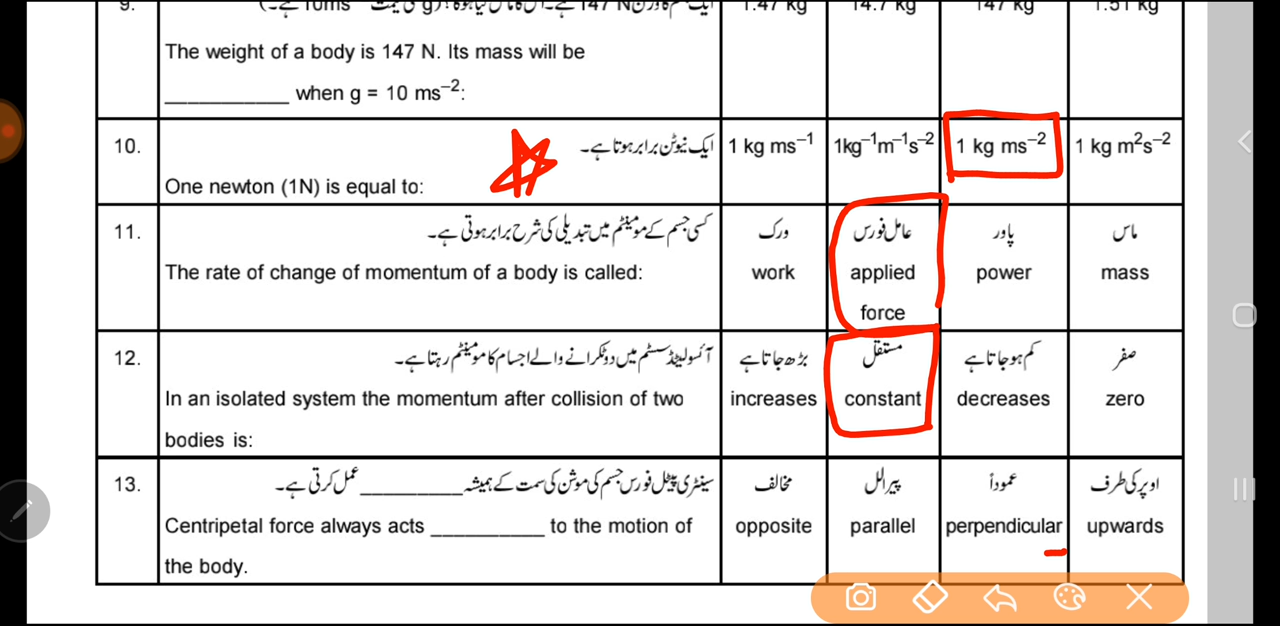 9. 1.47 kg 14.7 kg 147 kg 1.51 kg
The weight of a body is 147 N. Its mass will be
____________ when g = 10 ms⁻²:
10. ایک نیوٹن برابر ہوتا ہے۔ 1 kg ms⁻¹ 1kg⁻¹m⁻¹s⁻² 1 kg ms⁻² 1 kg m²s⁻²
One newton (1N) is equal to:
11. کسی جسم کے مومینٹم میں تبدیلی کی شرح برابر ہوتی ہے۔ ورک عامل فورس پاور ماس
The rate of change of momentum of a body is called: work applied power mass
force
12. آئسولیٹڈ سسٹم میں دو ٹکرانے والے اجسام کا مومینٹم رہتا ہے۔ بڑھ جاتا ہے مستقل کم ہو جاتا ہے صفر
In an isolated system the momentum after collision of two increases constant decreases zero
bodies is:
13. سینٹری پیٹل فورس جسم کی موشن کی سمت کے ہمیشہ __________ عمل کرتی ہے۔ مخالف پیرالل عموداً اوپر کی طرف
Centripetal force always acts ___________ to the motion of opposite parallel perpendicular upwards
the body.